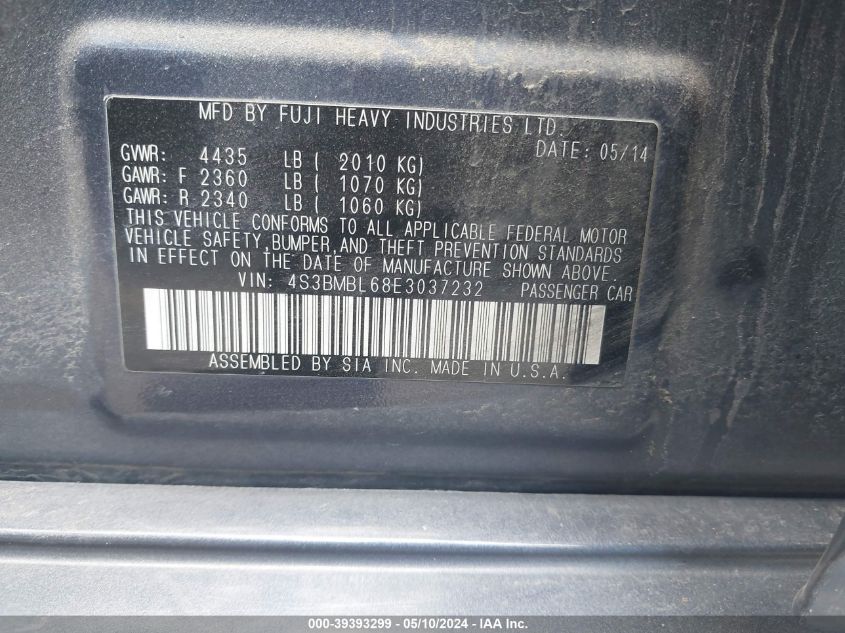 MFD BY FUJI HEAVY INDUSTRIES LTD.
DATE: 05/14
GVWR: 4435 LB ( 2010 KG)
GAWR: F 2360 LB ( 1070 KG)
GAWR: R 2340 LB ( 1060 KG)
THIS VEHICLE CONFORMS TO ALL APPLICABLE FEDERAL MOTOR
VEHICLE SAFETY, BUMPER, AND THEFT PREVENTION STANDARDS
IN EFFECT ON THE DATE OF MANUFACTURE SHOWN ABOVE.
VIN: 4S3BMBL68E3037232 PASSENGER CAR
ASSEMBLED BY SIA INC. MADE IN U.S.A.
000-39393299 - 05/10/2024 - IAA Inc.